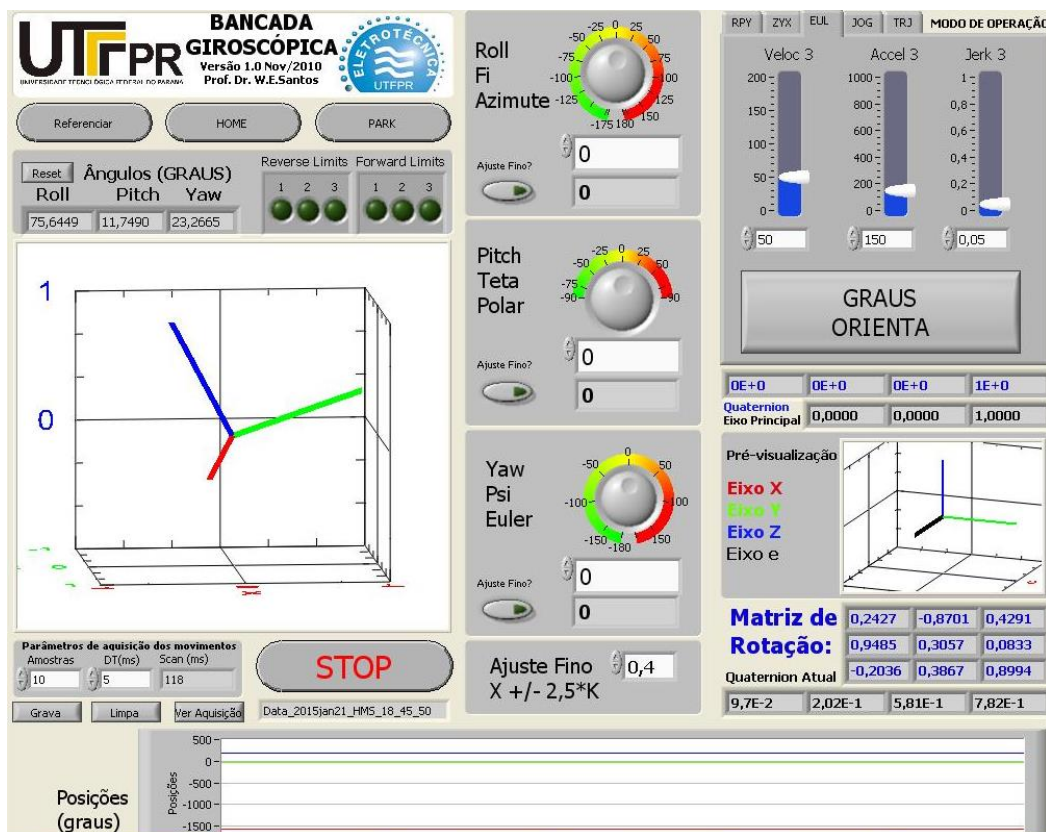 UTFPR
UNIVERSIDADE TECNOLÓGICA FEDERAL DO PARANÁ
BANCADA
GIROSCÓPICA
Versão 1.0 Nov/2010
Prof. Dr. W.E.Santos
ELETROTÉCNICA
UTFPR
Referenciar
HOME
PARK
Reset
Ângulos (GRAUS)
Roll Pitch Yaw
75,6449 11,7490 23,2665
Reverse Limits Forward Limits
1 2 3 1 2 3
1
0
Parâmetros de aquisição dos movimentos
Amostras DT(ms) Scan (ms)
10 5 118
Grava Limpa Ver Aquisição
STOP
Data_2015jan21_HMS_18_45_50
Roll
Fi
Azimute
-25 0 25
-50 50
-75 75
-100 100
-125 125
-175 180 150
Ajuste Fino?
0
0
Pitch
Teta
Polar
-25 0 25
-50 50
-75
-90 90
Ajuste Fino?
0
0
Yaw
Psi
Euler
0
-50 50
-100 100
-150 -180 150
Ajuste Fino?
0
0
Ajuste Fino 0,4
X +/- 2,5*K
RPY ZYX EUL JOG TRJ MODO DE OPERAÇÃO
Veloc 3 Accel 3 Jerk 3
200 1000 1
150 800 0,8
100 600 0,6
50 400 0,4
0 200 0,2
0 0
50 150 0,05
GRAUS
ORIENTA
0E+0 0E+0 0E+0 1E+0
Quaternion
Eixo Principal 0,0000 0,0000 1,0000
Pré-visualização
Eixo X
Eixo Y
Eixo Z
Eixo e
Matriz de 0,2427 -0,8701 0,4291
Rotação: 0,9485 0,3057 0,0833
Quaternion Atual -0,2036 0,3867 0,8994
9,7E-2 2,02E-1 5,81E-1 7,82E-1
Posições
(graus)
Posições
500
0
-500
-1000
-1500